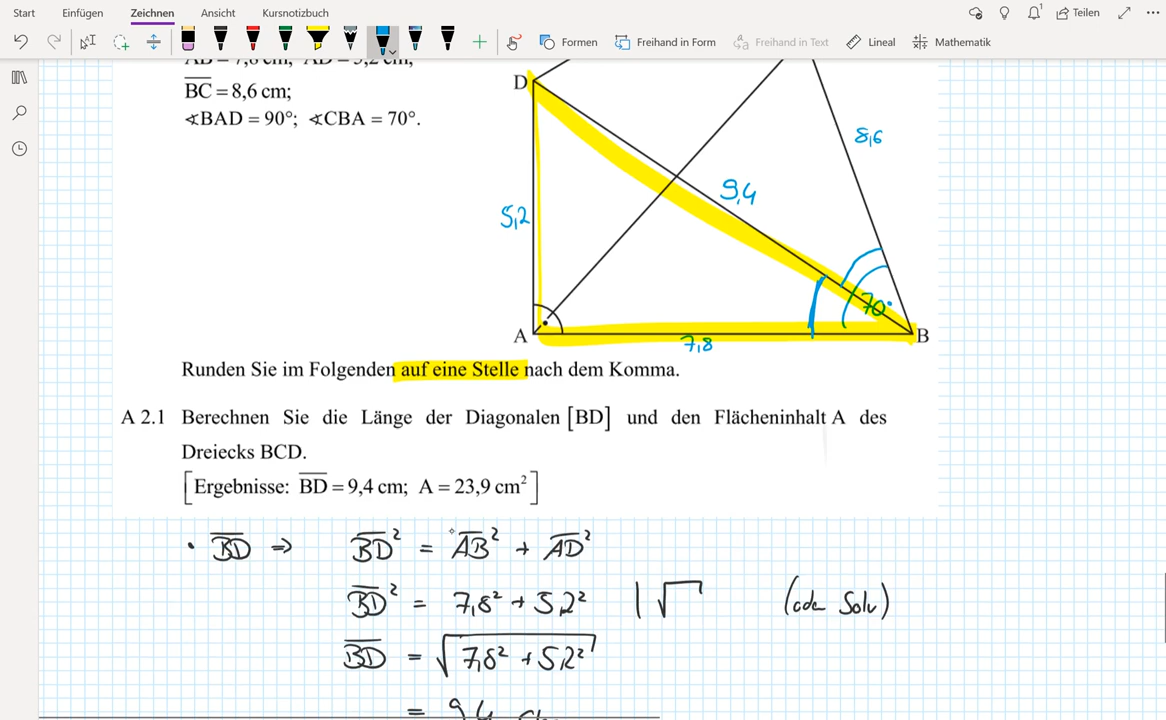 Start Einfügen Zeichnen Ansicht Kursnotizbuch Teilen
Formen Freihand in Form Freihand in Text Lineal Mathematik
BC = 8,6 cm;
∢BAD = 90°; ∢CBA = 70°.
D
8,6
9,4
5,2
70°
A
B
7,8
Runden Sie im Folgenden auf eine Stelle nach dem Komma.
A 2.1 Berechnen Sie die Länge der Diagonalen [BD] und den Flächeninhalt A des
Dreiecks BCD.
[Ergebnisse: BD = 9,4 cm; A = 23,9 cm²]
• BD ⇒ BD² = AB² + AD²
BD² = 7,8² + 5,2² | √ (oder Solv)
BD = √7,8² + 5,2²
= 9,4 cm